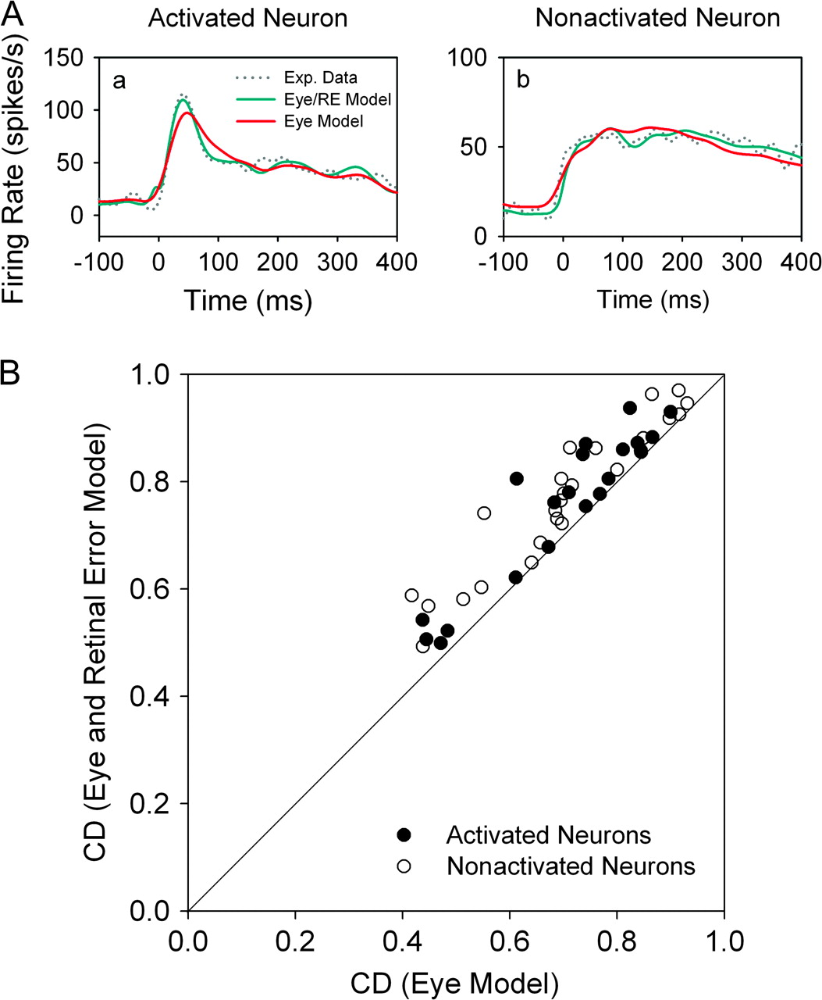 A
Activated Neuron
Nonactivated Neuron
Firing Rate (spikes/s)
150
100
50
0
a
Exp. Data
Eye/RE Model
Eye Model
-100 0 100 200 300 400
Time (ms)
100
50
0
b
-100 0 100 200 300 400
Time (ms)
B
CD (Eye and Retinal Error Model)
1.0
0.8
0.6
0.4
0.2
0.0
Activated Neurons
Nonactivated Neurons
0.0 0.2 0.4 0.6 0.8 1.0
CD (Eye Model)